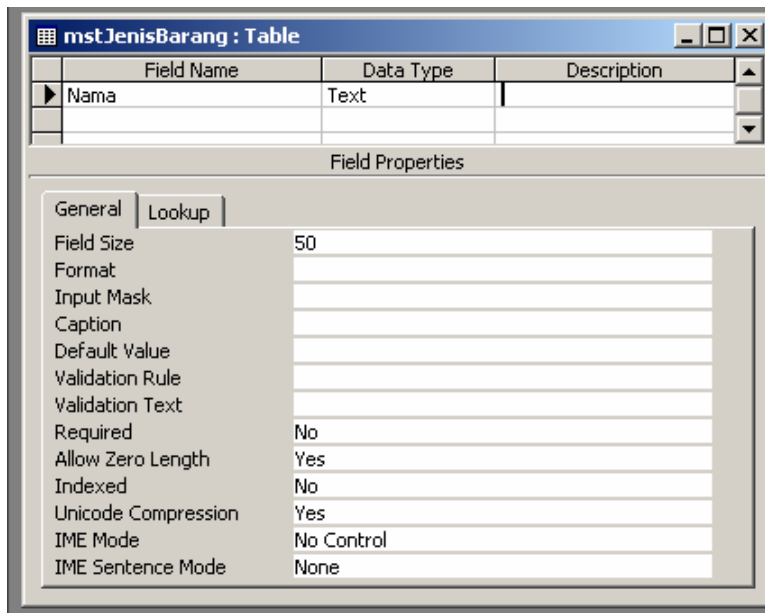 mstJenisBarang : Table
Field Name Data Type Description
Nama Text
Field Properties
General Lookup
Field Size 50
Format
Input Mask
Caption
Default Value
Validation Rule
Validation Text
Required No
Allow Zero Length Yes
Indexed No
Unicode Compression Yes
IME Mode No Control
IME Sentence Mode None